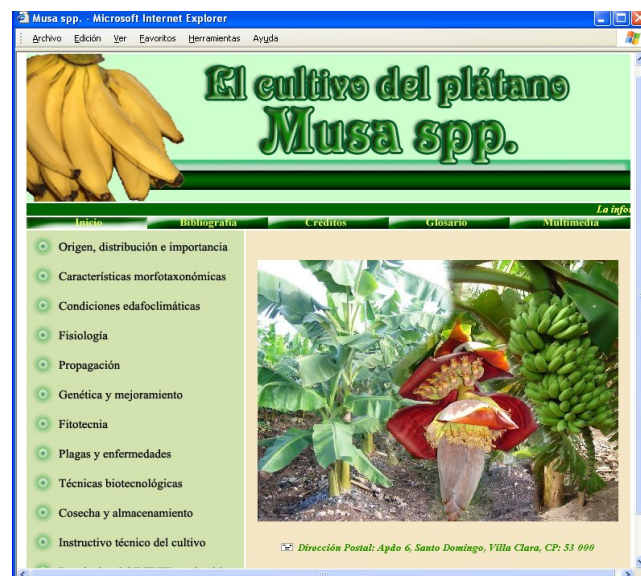 Musa spp. - Microsoft Internet Explorer
Archivo Edición Ver Favoritos Herramientas Ayuda
El cultivo del plátano
Musa spp.
La infor
Inicio Bibliografía Créditos Glosario Multimedia
Origen, distribución e importancia
Características morfotaxonómicas
Condiciones edafoclimáticas
Fisiología
Propagación
Genética y mejoramiento
Fitotecnia
Plagas y enfermedades
Técnicas biotecnológicas
Cosecha y almacenamiento
Instructivo técnico del cultivo
Dirección Postal: Apdo 6, Santo Domingo, Villa Clara, CP: 53 000